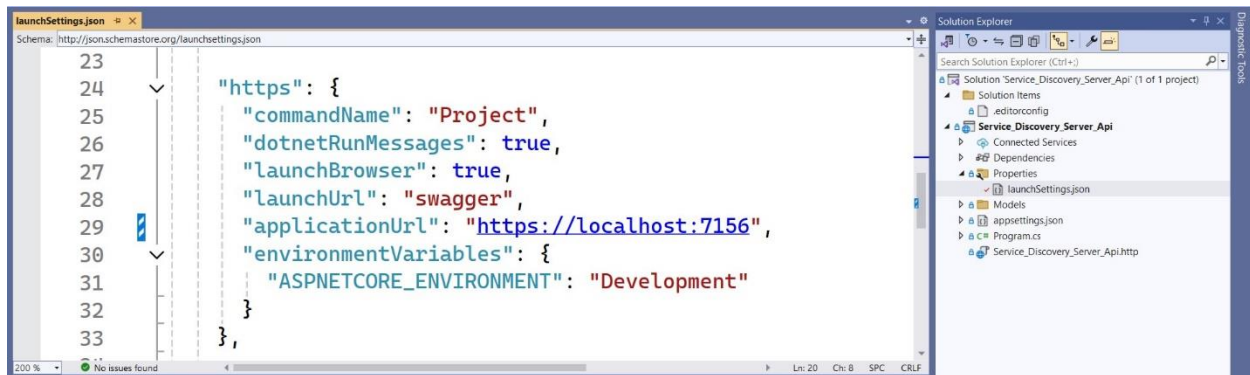 launchSettings.json
Schema: http://json.schemastore.org/launchsettings.json
23
24 "https": {
25 "commandName": "Project",
26 "dotnetRunMessages": true,
27 "launchBrowser": true,
28 "launchUrl": "swagger",
29 "applicationUrl": "https://localhost:7156",
30 "environmentVariables": {
31 "ASPNETCORE_ENVIRONMENT": "Development"
32 }
33 },
200 % No issues found Ln: 20 Ch: 8 SPC CRLF
Solution Explorer
Search Solution Explorer (Ctrl+;)
Solution 'Service_Discovery_Server_Api' (1 of 1 project)
Solution Items
.editorconfig
Service_Discovery_Server_Api
Connected Services
Dependencies
Properties
launchSettings.json
Models
appsettings.json
C# Program.cs
Service_Discovery_Server_Api.http
Diagnostic Tools